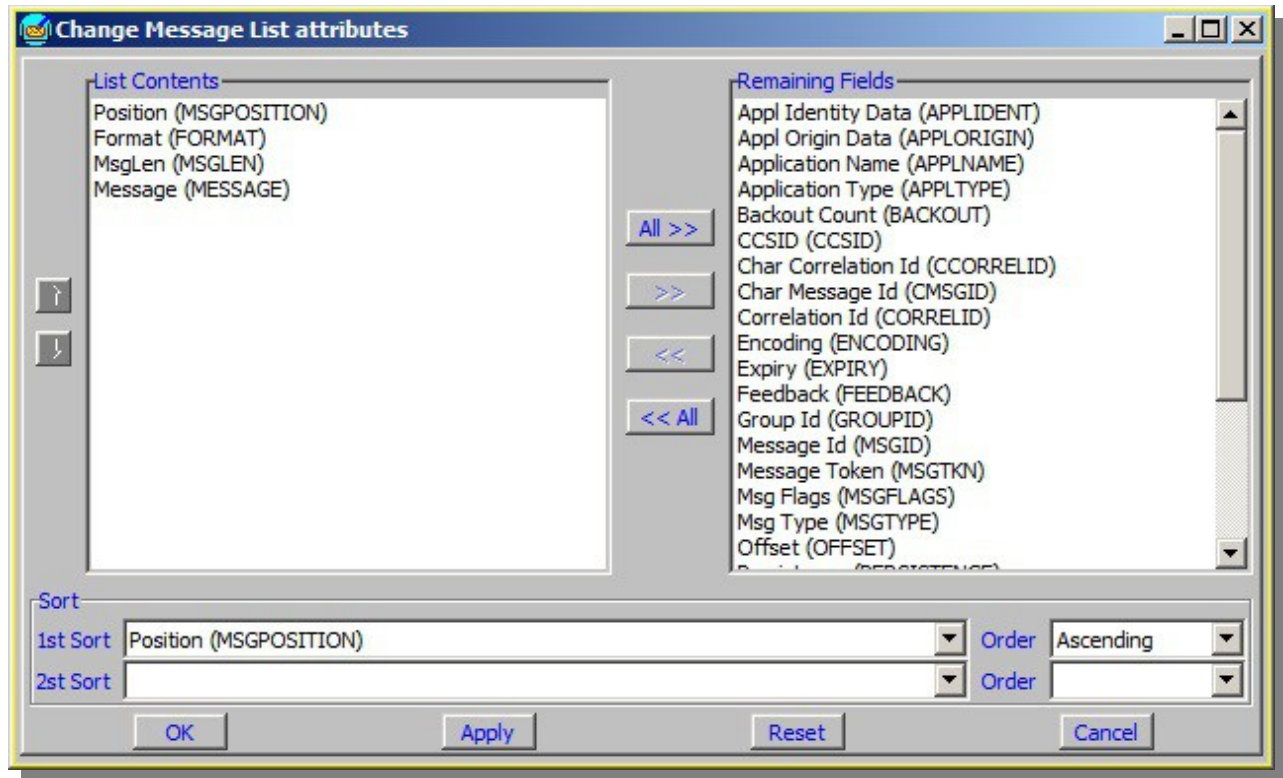 Change Message List attributes
List Contents
Position (MSGPOSITION)
Format (FORMAT)
MsgLen (MSGLEN)
Message (MESSAGE)
All >>
>>
<<
<< All
Remaining Fields
Appl Identity Data (APPLIDENT)
Appl Origin Data (APPLORIGIN)
Application Name (APPLNAME)
Application Type (APPLTYPE)
Backout Count (BACKOUT)
CCSID (CCSID)
Char Correlation Id (CCORRELID)
Char Message Id (CMSGID)
Correlation Id (CORRELID)
Encoding (ENCODING)
Expiry (EXPIRY)
Feedback (FEEDBACK)
Group Id (GROUPID)
Message Id (MSGID)
Message Token (MSGTKN)
Msg Flags (MSGFLAGS)
Msg Type (MSGTYPE)
Offset (OFFSET)
Sort
1st Sort Position (MSGPOSITION) Order Ascending
2st Sort Order
OK Apply Reset Cancel